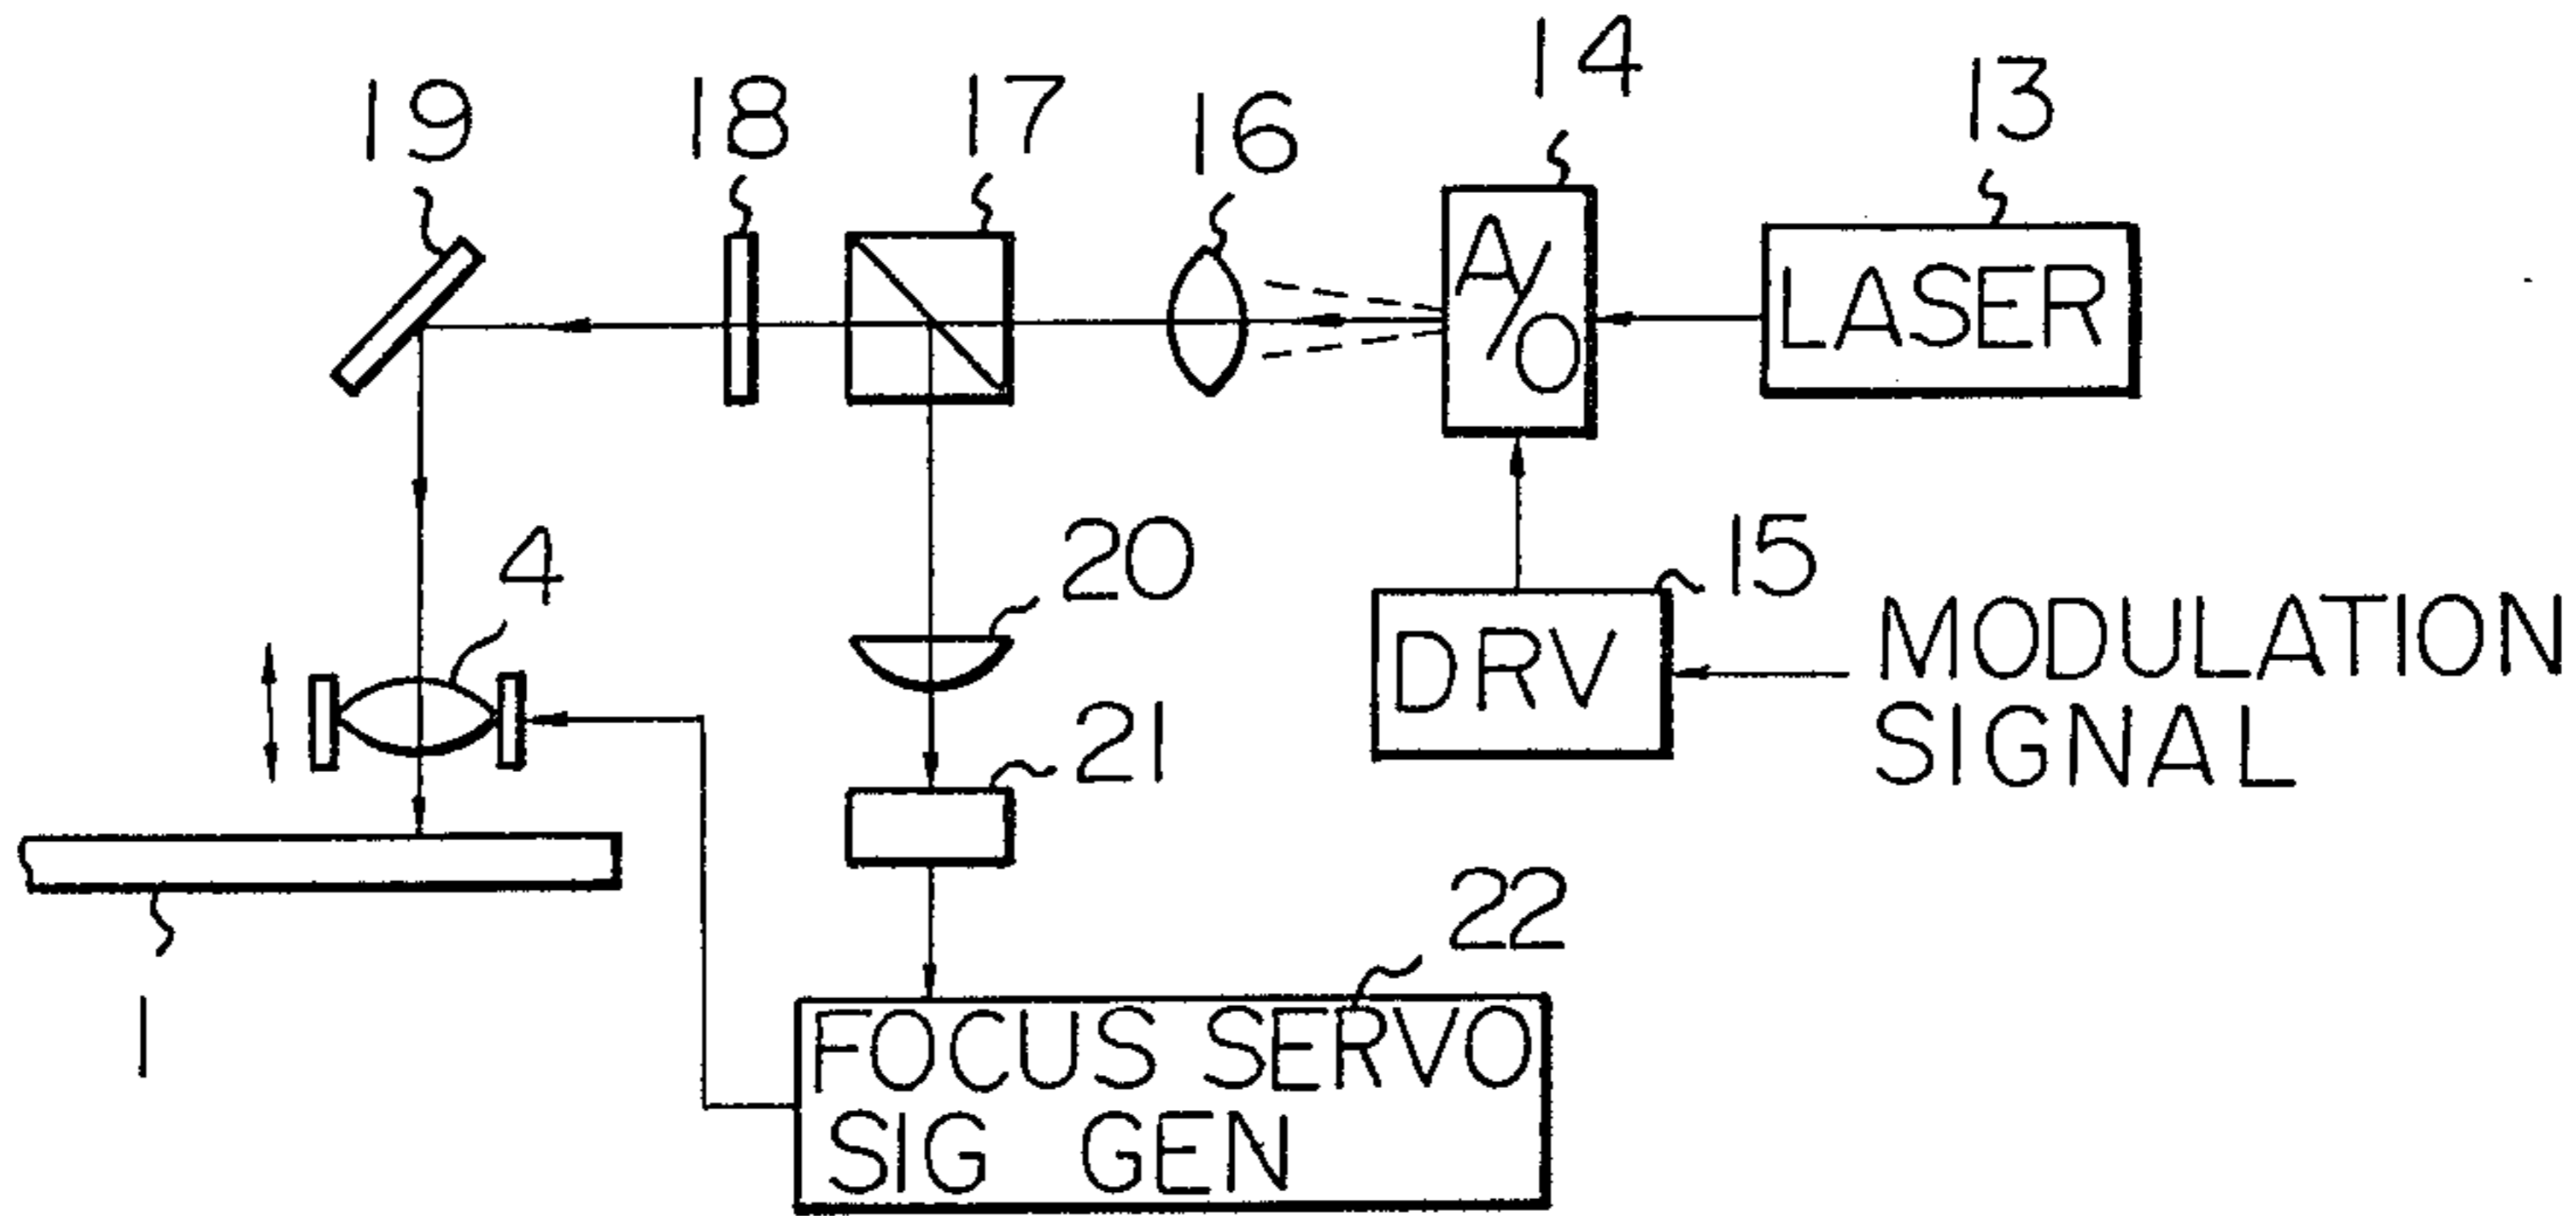 14
13
17
18
19
16
A/O
LASER
15
20
4
DRV
MODULATION
SIGNAL
21
22
1
FOCUS SERVO
SIG GEN